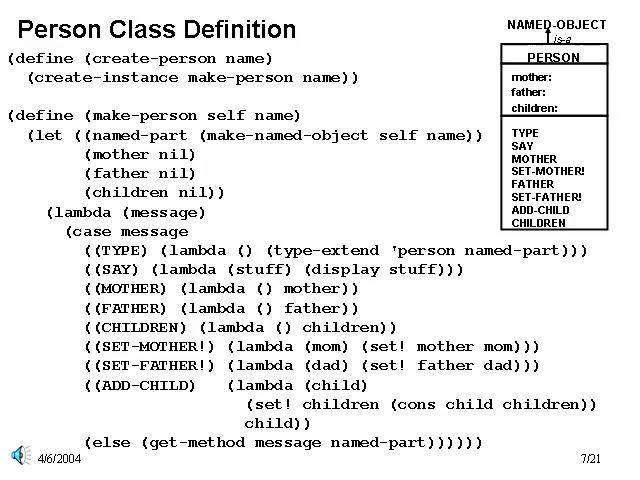 Person Class Definition
(define (create-person name)
(create-instance make-person name))
(define (make-person self name)
(let ((named-part (make-named-object self name))
(mother nil)
(father nil)
(children nil))
(lambda (message)
(case message
((TYPE) (lambda () (type-extend 'person named-part)))
((SAY) (lambda (stuff) (display stuff)))
((MOTHER) (lambda () mother))
((FATHER) (lambda () father))
((CHILDREN) (lambda () children))
((SET-MOTHER!) (lambda (mom) (set! mother mom)))
((SET-FATHER!) (lambda (dad) (set! father dad)))
((ADD-CHILD) (lambda (child)
(set! children (cons child children))
child))
(else (get-method message named-part))))))
NAMED-OBJECT
is-a
PERSON
mother:
father:
children:
TYPE
SAY
MOTHER
SET-MOTHER!
FATHER
SET-FATHER!
ADD-CHILD
CHILDREN
4/6/2004
7/21